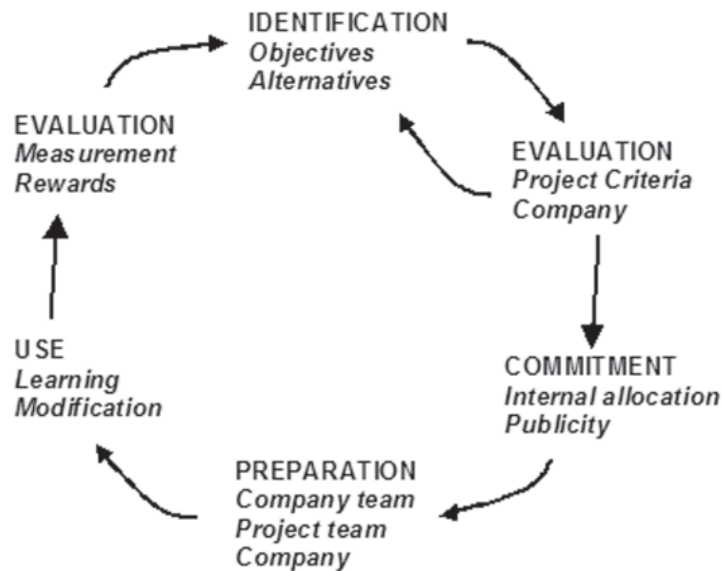 IDENTIFICATION
Objectives
Alternatives
EVALUATION
Project Criteria
Company
COMMITMENT
Internal allocation
Publicity
PREPARATION
Company team
Project team
Company
USE
Learning
Modification
EVALUATION
Measurement
Rewards